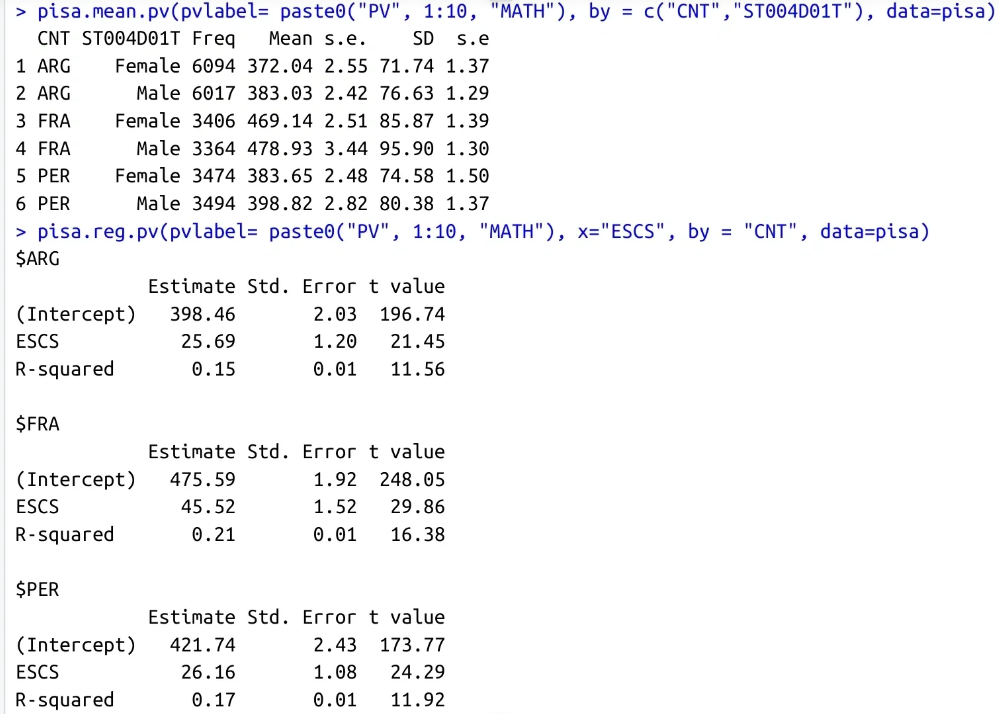 > pisa.mean.pv(pvlabel= paste0("PV", 1:10, "MATH"), by = c("CNT","ST004D01T"), data=pisa)
  CNT ST004D01T Freq   Mean s.e.    SD  s.e
1 ARG    Female 6094 372.04 2.55 71.74 1.37
2 ARG      Male 6017 383.03 2.42 76.63 1.29
3 FRA    Female 3406 469.14 2.51 85.87 1.39
4 FRA      Male 3364 478.93 3.44 95.90 1.30
5 PER    Female 3474 383.65 2.48 74.58 1.50
6 PER      Male 3494 398.82 2.82 80.38 1.37
> pisa.reg.pv(pvlabel= paste0("PV", 1:10, "MATH"), x="ESCS", by = "CNT", data=pisa)
$ARG
            Estimate Std. Error t value
(Intercept)   398.46       2.03  196.74
ESCS           25.69       1.20   21.45
R-squared       0.15       0.01   11.56
$FRA
            Estimate Std. Error t value
(Intercept)   475.59       1.92  248.05
ESCS           45.52       1.52   29.86
R-squared       0.21       0.01   16.38
$PER
            Estimate Std. Error t value
(Intercept)   421.74       2.43  173.77
ESCS           26.16       1.08   24.29
R-squared       0.17       0.01   11.92